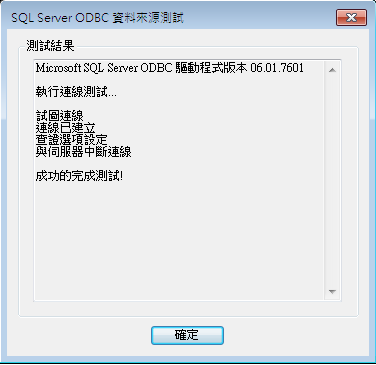 SQL Server ODBC 資料來源測試
測試結果
Microsoft SQL Server ODBC 驅動程式版本 06.01.7601
執行連線測試...
試圖連線
連線已建立
查證選項設定
與伺服器中斷連線
成功的完成測試!
確定